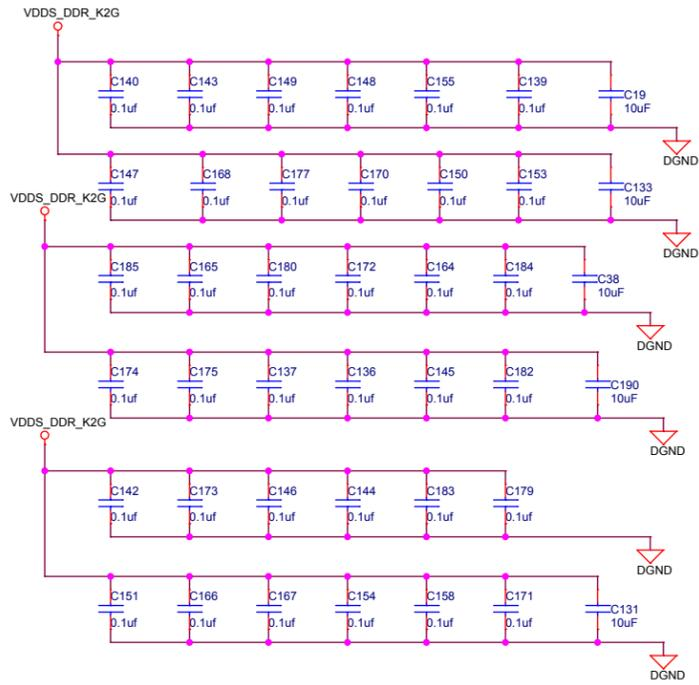 VDDS_DDR_K2G
C140 C143 C149 C148 C155 C139 C19
0.1uf 0.1uf 0.1uf 0.1uf 0.1uf 0.1uf 10uF
DGND
C147 C168 C177 C170 C150 C153 C133
0.1uf 0.1uf 0.1uf 0.1uf 0.1uf 0.1uf 10uF
VDDS_DDR_K2G
DGND
C185 C165 C180 C172 C164 C184 C38
0.1uf 0.1uf 0.1uf 0.1uf 0.1uf 0.1uf 10uF
DGND
C174 C175 C137 C136 C145 C182 C190
0.1uf 0.1uf 0.1uf 0.1uf 0.1uf 0.1uf 10uF
VDDS_DDR_K2G
DGND
C142 C173 C146 C144 C183 C179
0.1uf 0.1uf 0.1uf 0.1uf 0.1uf 0.1uf
DGND
C151 C166 C167 C154 C158 C171 C131
0.1uf 0.1uf 0.1uf 0.1uf 0.1uf 0.1uf 10uF
DGND